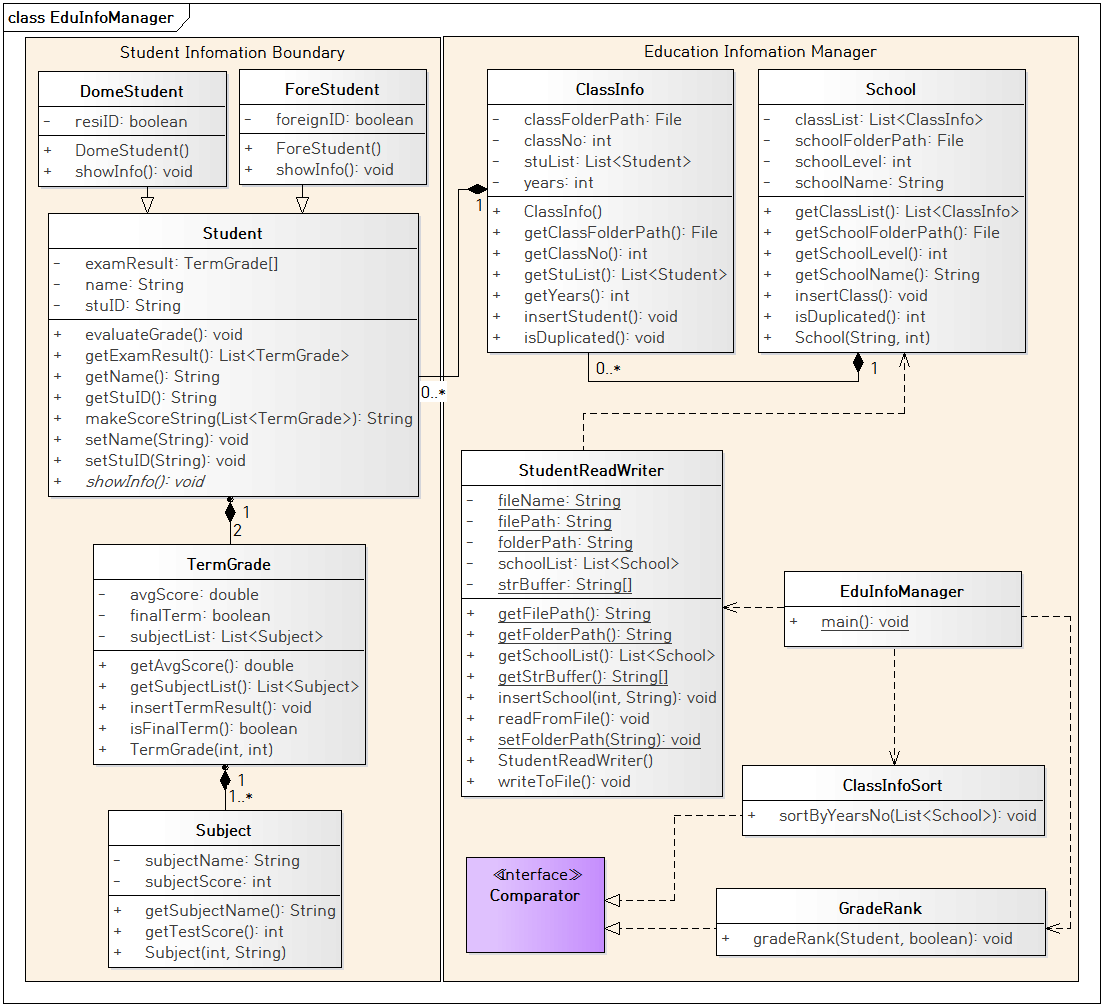 class EduInfoManager
Student Infomation Boundary
DomeStudent
- resiID: boolean
+ DomeStudent()
+ showInfo(): void
ForeStudent
- foreignID: boolean
+ ForeStudent()
+ showInfo(): void
Student
- examResult: TermGrade[]
- name: String
- stuID: String
+ evaluateGrade(): void
+ getExamResult(): List<TermGrade>
+ getName(): String
+ getStuID(): String
+ makeScoreString(List<TermGrade>): String
+ setName(String): void
+ setStuID(String): void
+ showInfo(): void
1
2
TermGrade
- avgScore: double
- finalTerm: boolean
- subjectList: List<Subject>
+ getAvgScore(): double
+ getSubjectList(): List<Subject>
+ insertTermResult(): void
+ isFinalTerm(): boolean
+ TermGrade(int, int)
1
1..*
Subject
- subjectName: String
- subjectScore: int
+ getSubjectName(): String
+ getTestScore(): int
+ Subject(int, String)
Education Infomation Manager
ClassInfo
- classFolderPath: File
- classNo: int
- stuList: List<Student>
- years: int
+ ClassInfo()
+ getClassFolderPath(): File
+ getClassNo(): int
+ getStuList(): List<Student>
+ getYears(): int
+ insertStudent(): void
+ isDuplicated(): void
1
0..*
School
- classList: List<ClassInfo>
- schoolFolderPath: File
- schoolLevel: int
- schoolName: String
+ getClassList(): List<ClassInfo>
+ getSchoolFolderPath(): File
+ getSchoolLevel(): int
+ getSchoolName(): String
+ insertClass(): void
+ isDuplicated(): int
+ School(String, int)
0..*
1
StudentReadWriter
- fileName: String
- filePath: String
- folderPath: String
- schoolList: List<School>
- strBuffer: String[]
+ getFilePath(): String
+ getFolderPath(): String
+ getSchoolList(): List<School>
+ getStrBuffer(): String[]
+ insertSchool(int, String): void
+ readFromFile(): void
+ setFolderPath(String): void
+ StudentReadWriter()
+ writeToFile(): void
EduInfoManager
+ main(): void
ClassInfoSort
+ sortByYearsNo(List<School>): void
«interface»
Comparator
GradeRank
+ gradeRank(Student, boolean): void